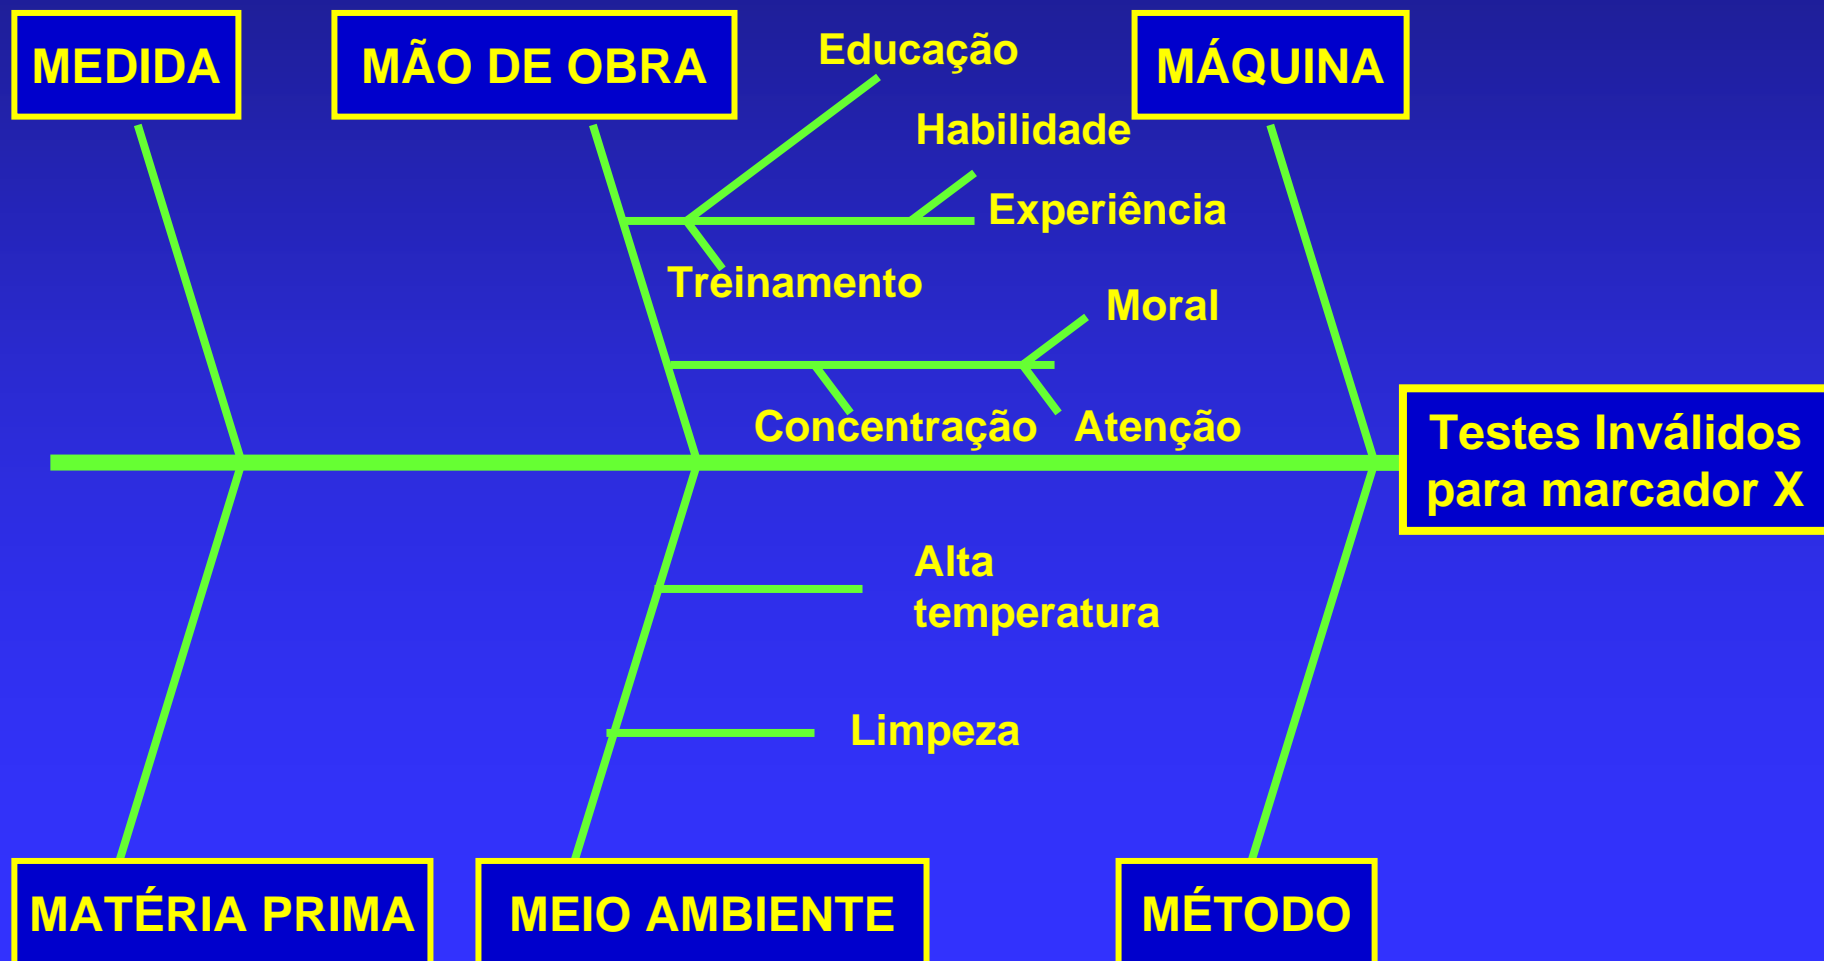 MEDIDA
MÃO DE OBRA
Educação
MÁQUINA
Habilidade
Experiência
Treinamento
Moral
Concentração
Atenção
Testes Inválidos
para marcador X
Alta
temperatura
Limpeza
MATÉRIA PRIMA
MEIO AMBIENTE
MÉTODO